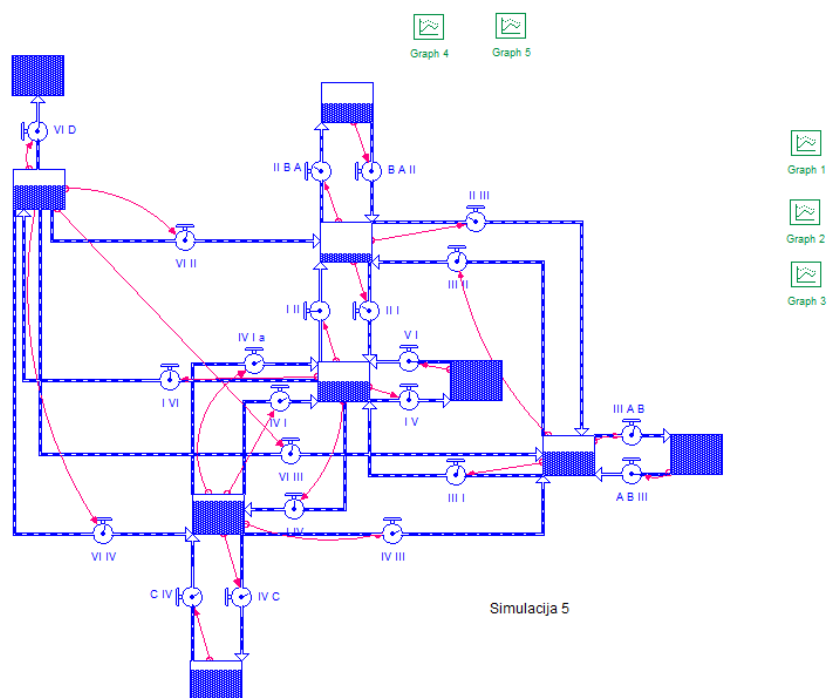 Graph 4
Graph 5
VI D
Graph 1
II B A
B A II
II III
VI II
Graph 2
III II
Graph 3
I II
II I
IV I a
V I
I VI
IV I
I V
III A B
VI III
III I
A B III
I IV
VI IV
IV III
C IV
IV C
Simulacija 5